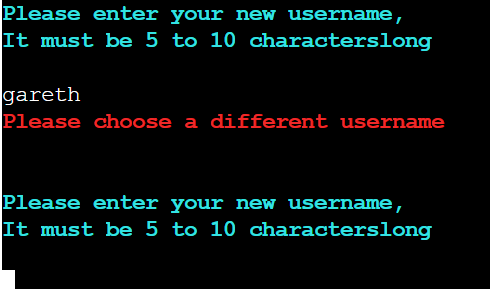 Please enter your new username,
It must be 5 to 10 characterslong
gareth
Please choose a different username
Please enter your new username,
It must be 5 to 10 characterslong